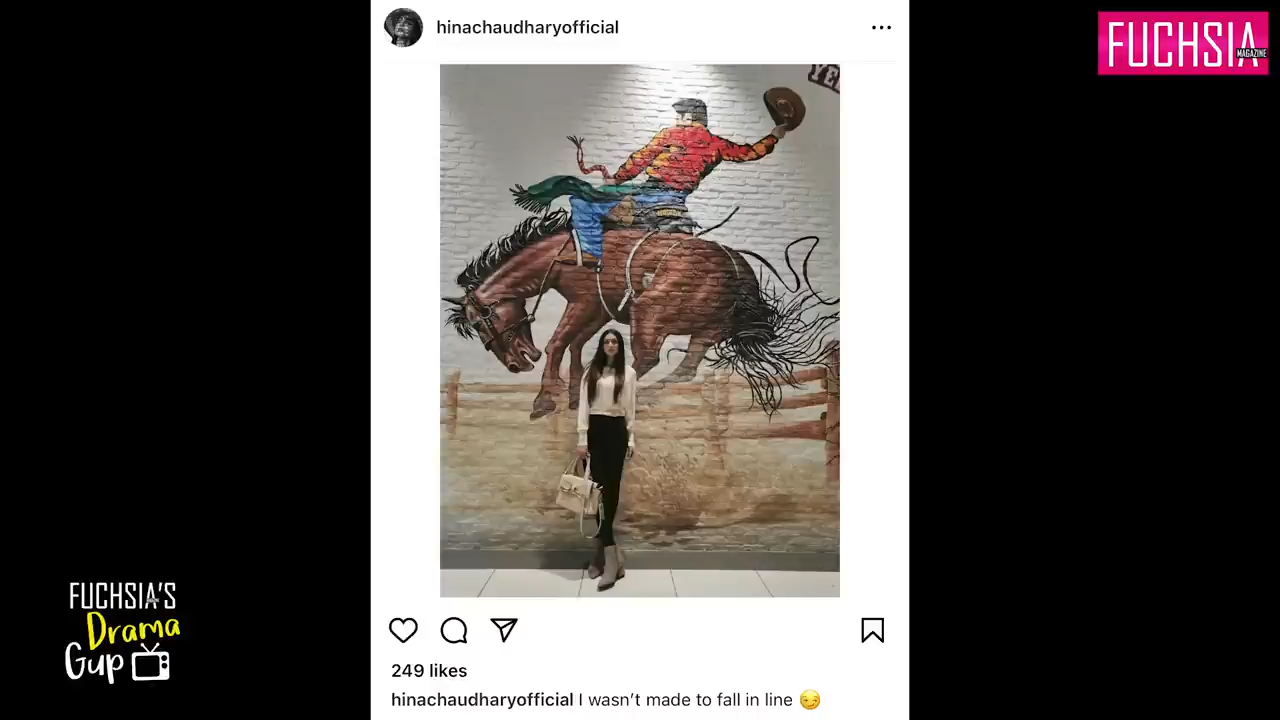 hinachaudharyofficial
FUCHSIA
MAGAZINE
FUCHSIA'S
Drama
Gup
249 likes
hinachaudharyofficial I wasn't made to fall in line 😏